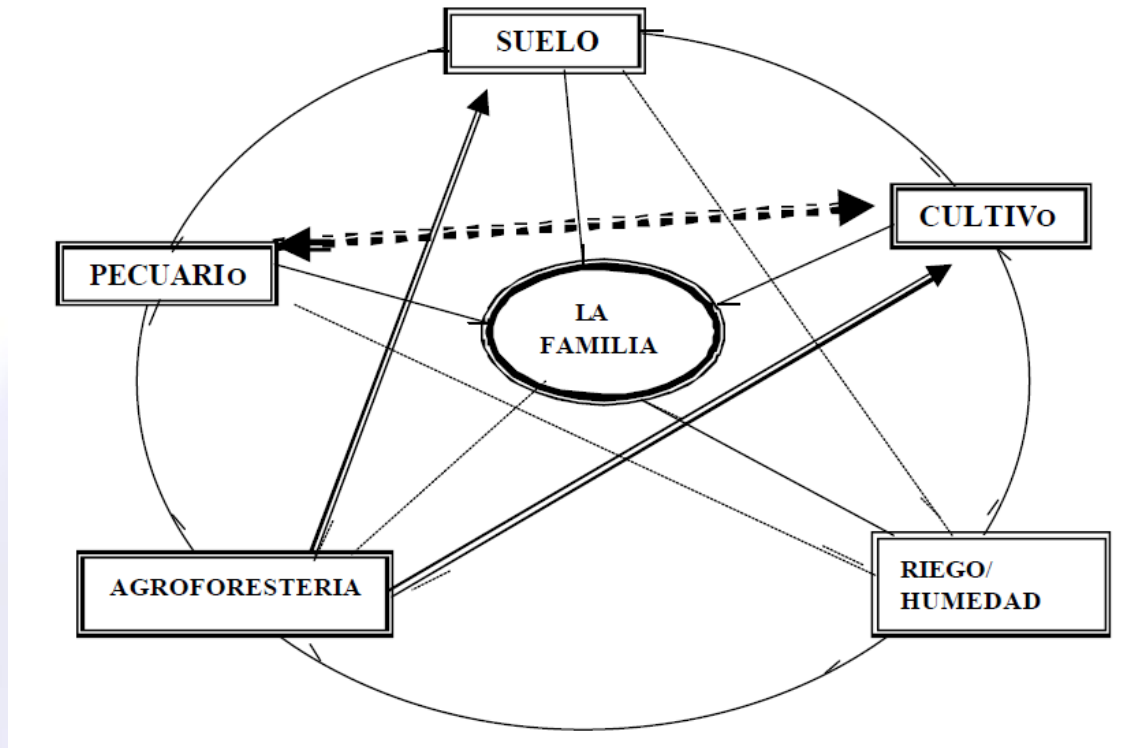 SUELO
CULTIVO
PECUARIO
LA
FAMILIA
AGROFORESTERIA
RIEGO/
HUMEDAD